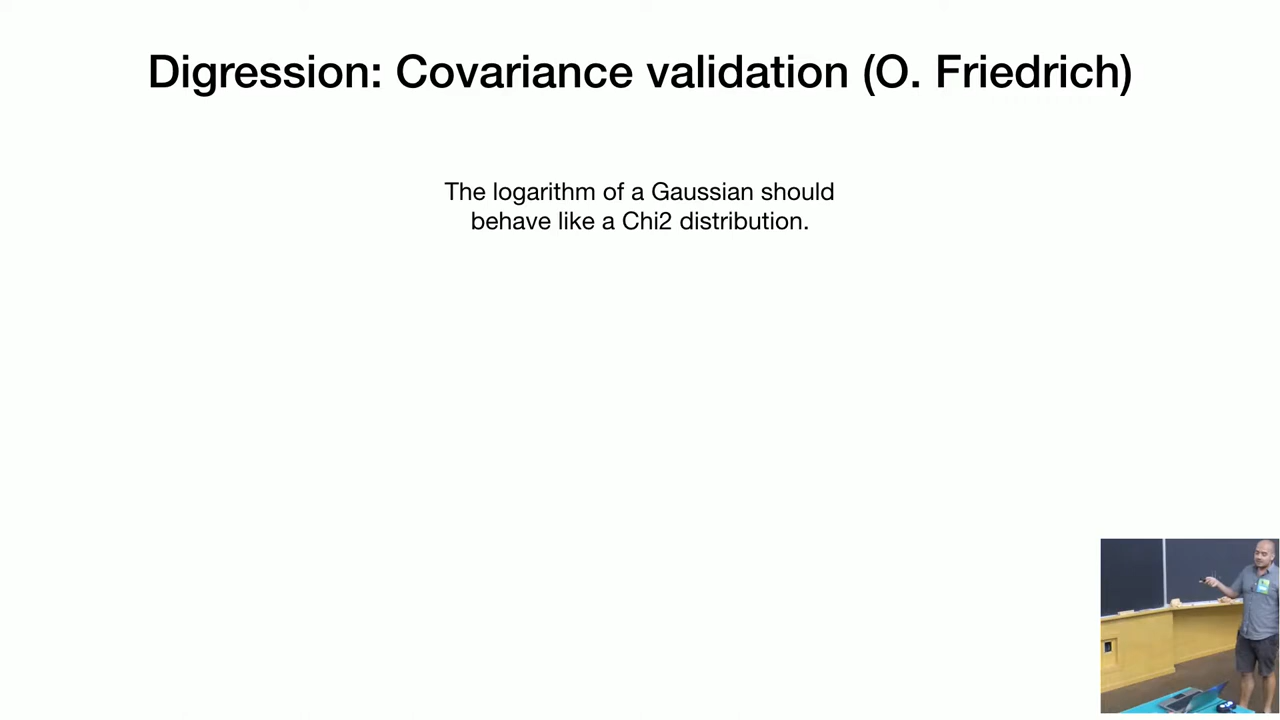 Digression: Covariance validation (O. Friedrich)
The logarithm of a Gaussian should
behave like a Chi2 distribution.